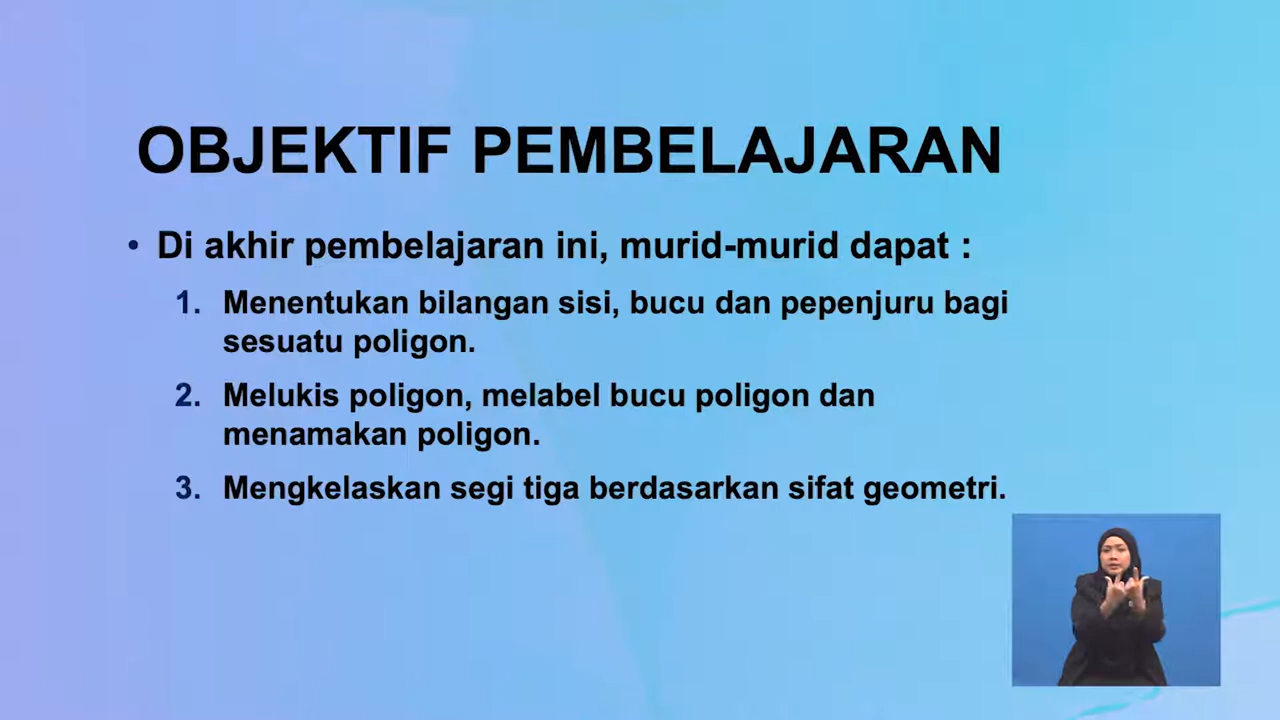 OBJEKTIF PEMBELAJARAN
• Di akhir pembelajaran ini, murid-murid dapat :
1. Menentukan bilangan sisi, bucu dan pepenjuru bagi
sesuatu poligon.
2. Melukis poligon, melabel bucu poligon dan
menamakan poligon.
3. Mengkelaskan segi tiga berdasarkan sifat geometri.